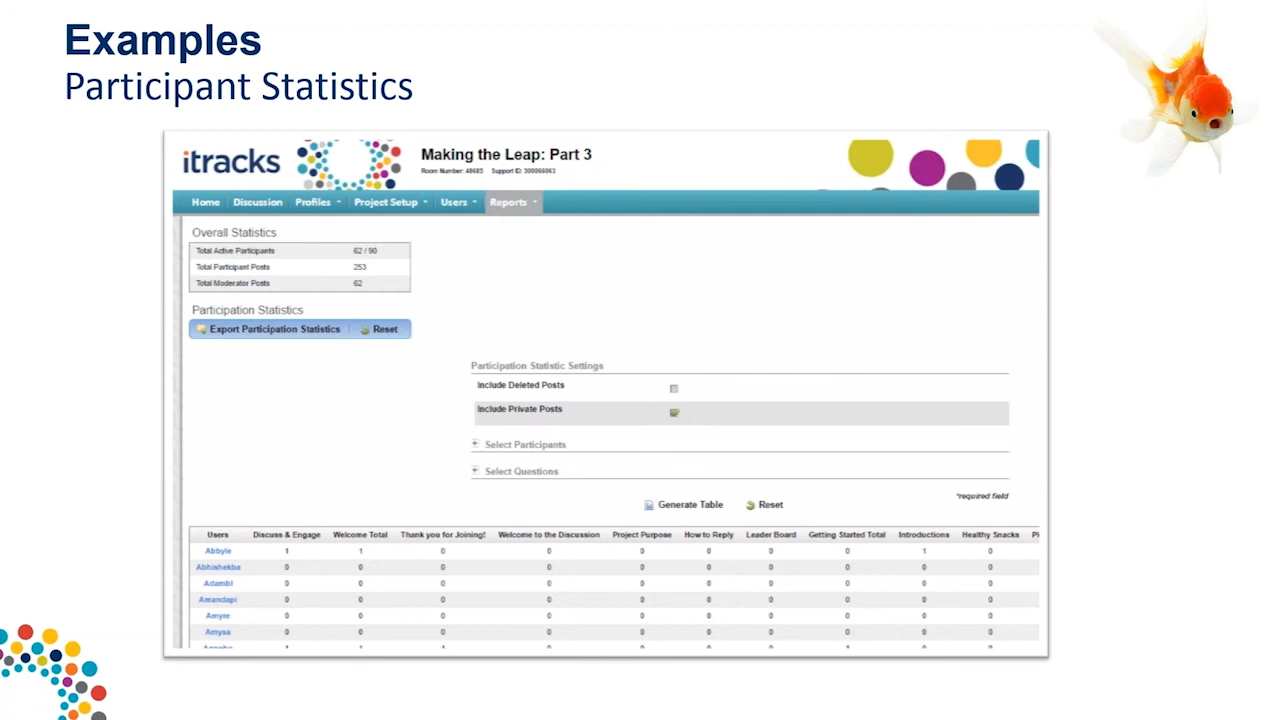 Examples
Participant Statistics
itracks
Making the Leap: Part 3
Room Number: 48685 Support ID: 300066063
Home Discussion Profiles Project Setup Users Reports
Overall Statistics
Total Active Participants 62 / 90
Total Participant Posts 253
Total Moderator Posts 62
Participation Statistics
Export Participation Statistics Reset
Participation Statistic Settings
Include Deleted Posts
Include Private Posts
Select Participants
Select Questions
*required field
Generate Table Reset
Users Discuss & Engage Welcome Total Thank you for Joining! Welcome to the Discussion Project Purpose How to Reply Leader Board Getting Started Total Introductions Healthy Snacks
Abbyle 1 1 0 0 0 0 0 0 1 0
Abhishekba 0 0 0 0 0 0 0 0 0 0
Adambl 0 0 0 0 0 0 0 0 0 0
Amandapi 0 0 0 0 0 0 0 0 0 0
Amyre 0 0 0 0 0 0 0 0 0 0
Amysa 0 0 0 0 0 0 0 0 0 0